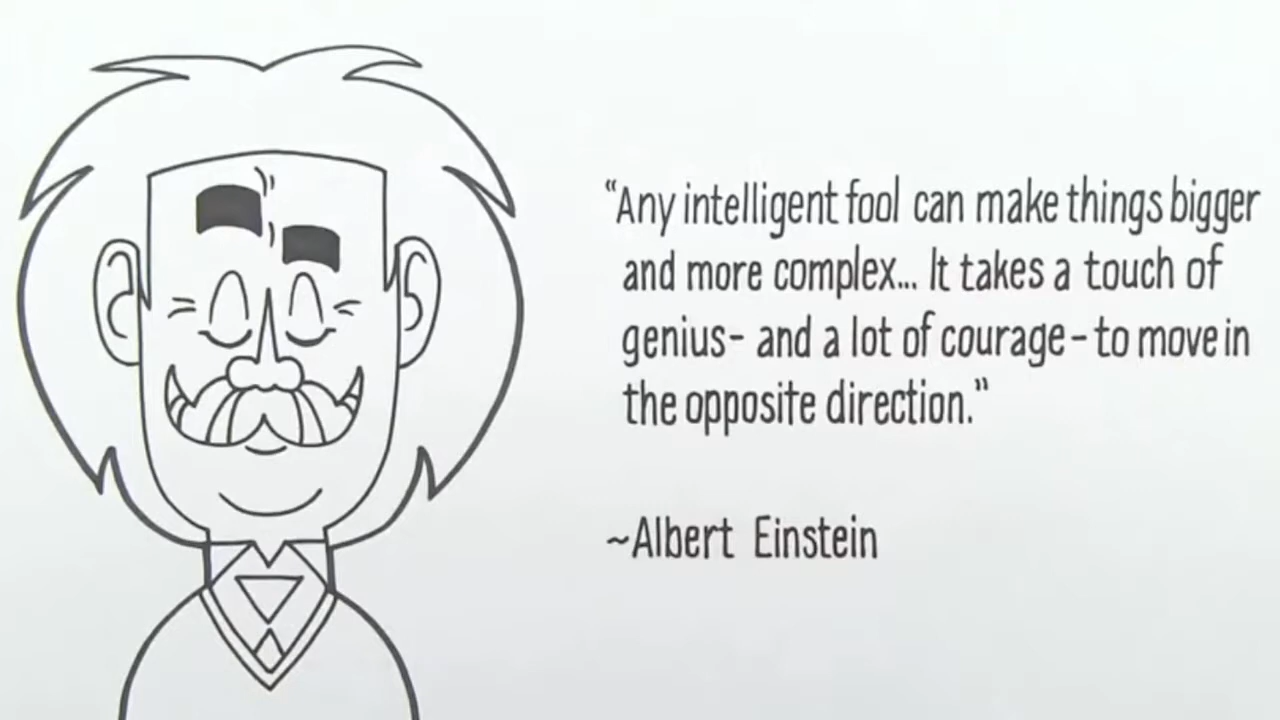 “Any intelligent fool can make things bigger
and more complex... It takes a touch of
genius- and a lot of courage-to move in
the opposite direction.”
~Albert Einstein